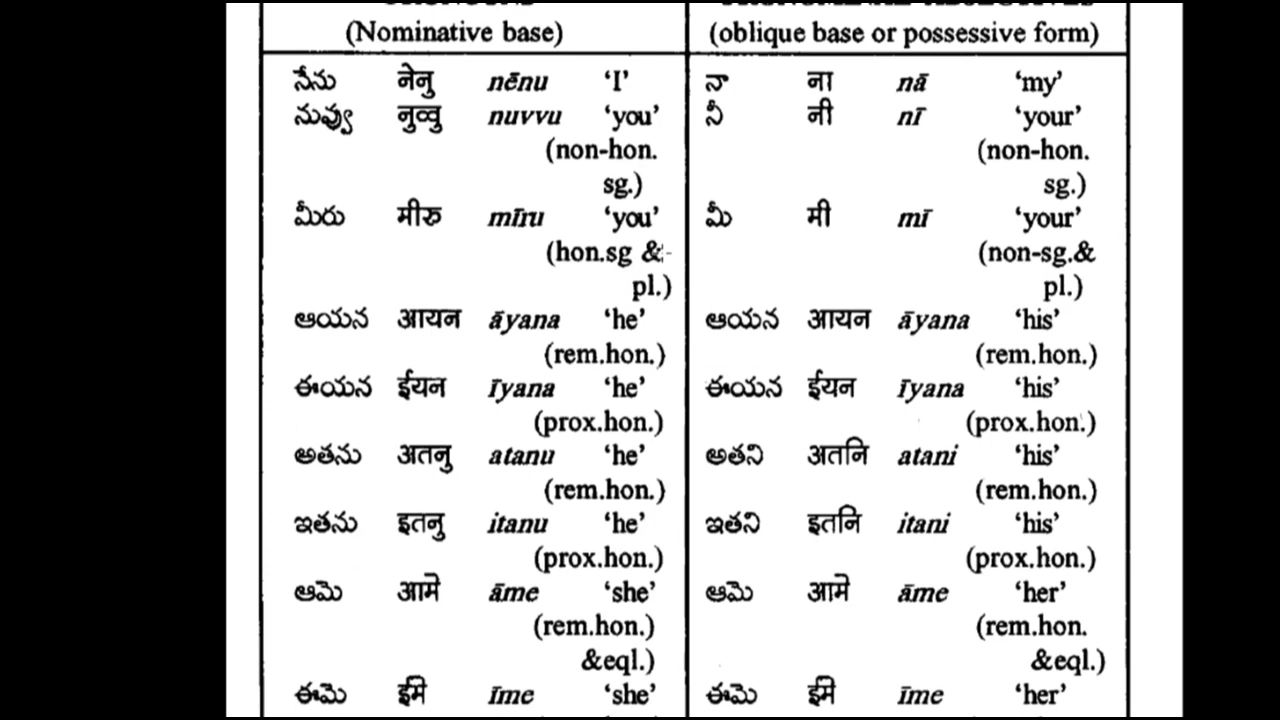 (Nominative base) (oblique base or possessive form)
నేను नेनु nēnu ‘I’ నా ना nā ‘my’
నువ్వు नुव्वु nuvvu ‘you’ నీ नी nī ‘your’
(non-hon. (non-hon.
sg.) sg.)
మీరు मीरु mīru ‘you’ మీ मी mī ‘your’
(hon.sg & (non-sg.&
pl.) pl.)
ఆయన आयन āyana ‘he’ ఆయన आयन āyana ‘his’
(rem.hon.) (rem.hon.)
ఈయన ईयन īyana ‘he’ ఈయన ईयन īyana ‘his’
(prox.hon.) (prox.hon.)
అతను अतनु atanu ‘he’ అతని अतनि atani ‘his’
(rem.hon.) (rem.hon.)
ఇతను इतनु itanu ‘he’ ఇతని इतनि itani ‘his’
(prox.hon.) (prox.hon.)
ఆమె आमे āme ‘she’ ఆమె आमे āme ‘her’
(rem.hon.) (rem.hon.
&eql.) &eql.)
ఈమె ईमे īme ‘she’ ఈమె ईमे īme ‘her’